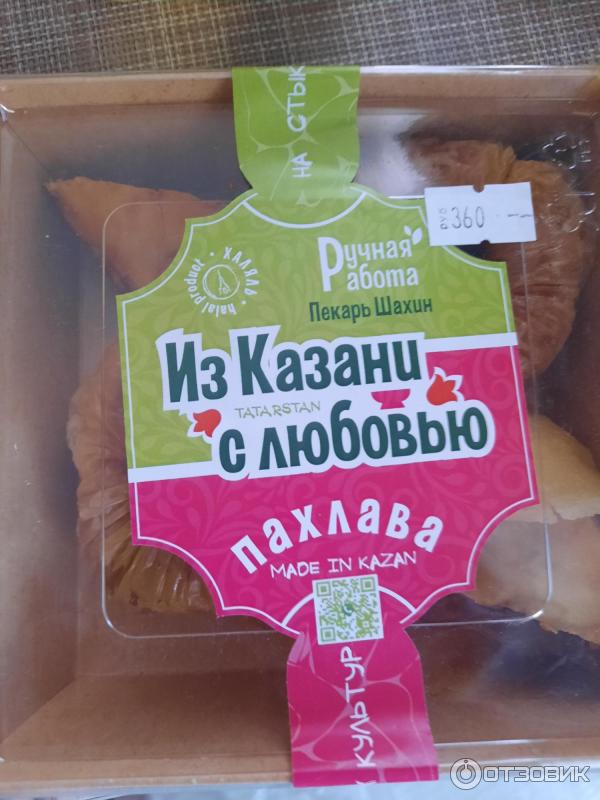 НА СТЫК
РУБ 360
ХАЛЯЛЬ
halal product
Ручная
Работа
Пекарь Шахин
Из Казани
TATARSTAN
с любовью
пахлава
MADE IN KAZAN
КУЛЬТУР
ОТЗОВИК